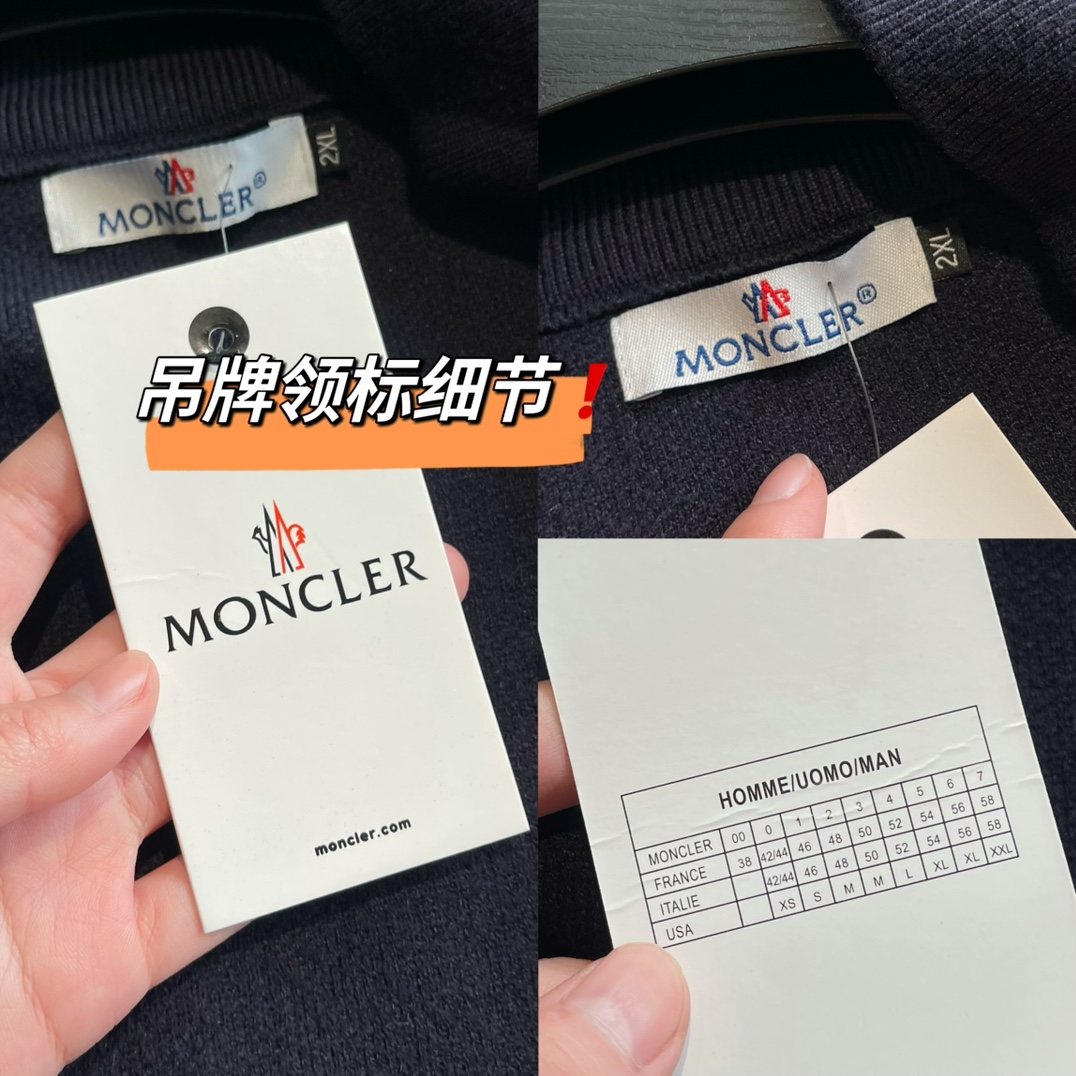 MONCLER®
2XL
吊牌领标细节❗
MONCLER
moncler.com
MONCLER®
2XL
HOMME/UOMO/MAN
MONCLER 00 0 1 2 3 4 5 6 7
FRANCE 38 42/44 46 48 50 52 54 56 58
ITALIE 42/44 46 48 50 52 54 56 58
USA XS S M M L XL XL XXL